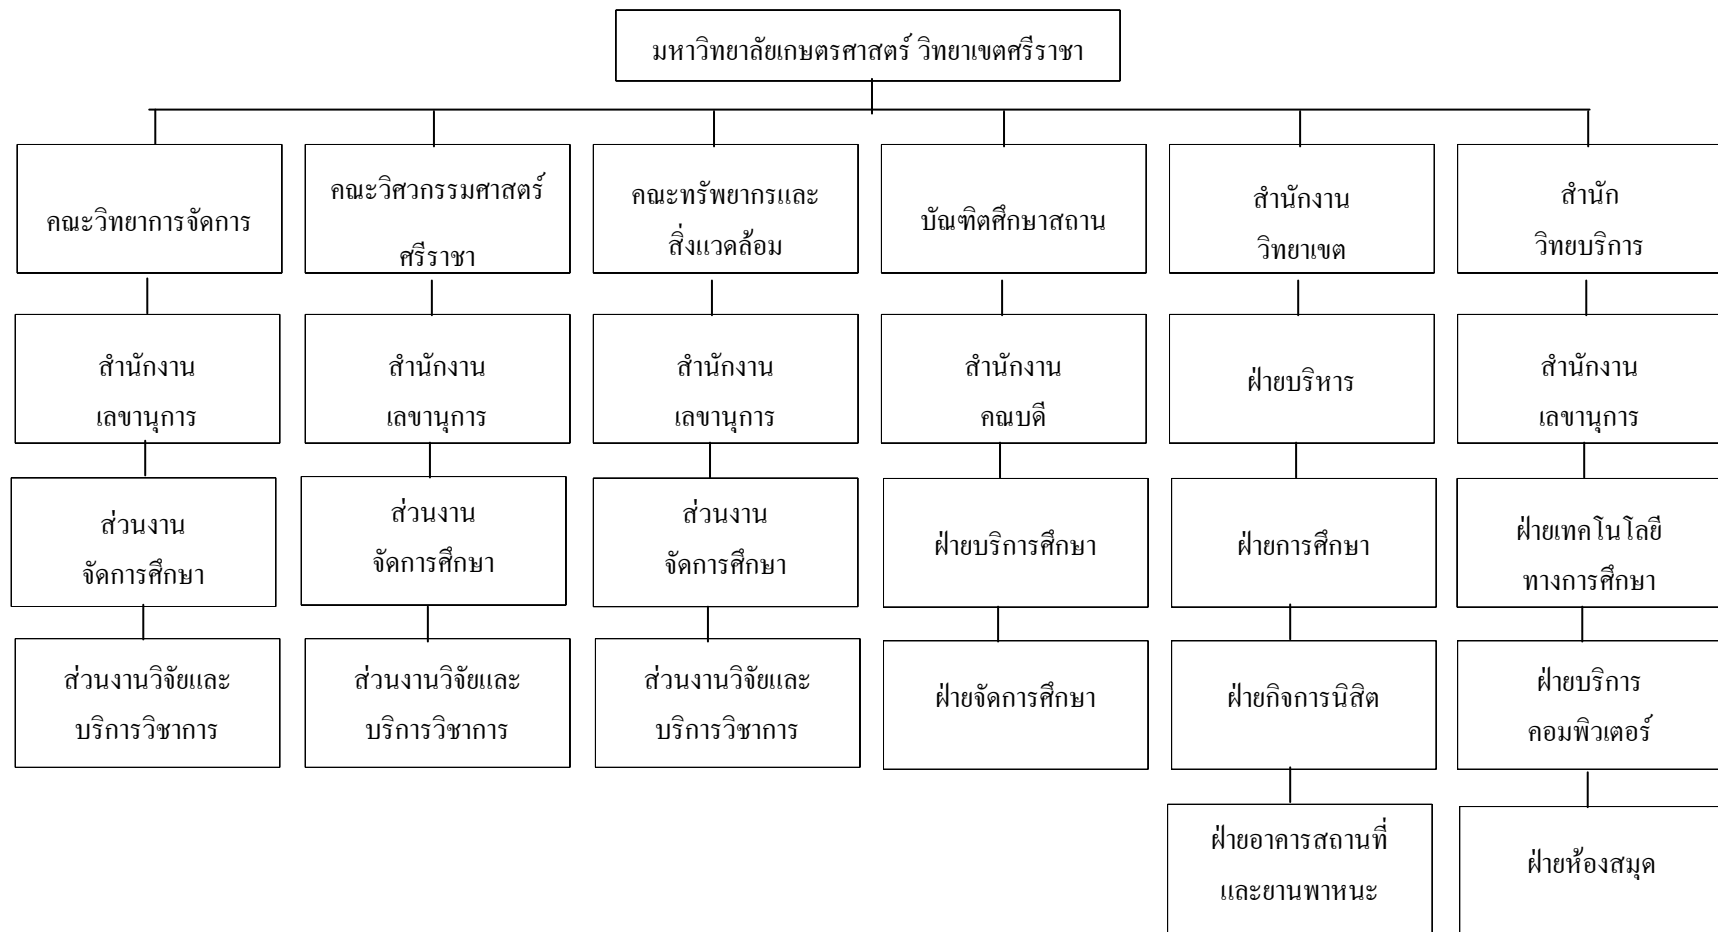 มหาวิทยาลัยเกษตรศาสตร์ วิทยาเขตศรีราชา
คณะวิทยาการจัดการ
คณะวิศวกรรมศาสตร์
ศรีราชา
คณะทรัพยากรและ
สิ่งแวดล้อม
บัณฑิตศึกษาสถาน
สำนักงาน
วิทยาเขต
สำนัก
วิทยบริการ
สำนักงาน
เลขานุการ
สำนักงาน
เลขานุการ
สำนักงาน
เลขานุการ
สำนักงาน
คณบดี
ฝ่ายบริหาร
สำนักงาน
เลขานุการ
ส่วนงาน
จัดการศึกษา
ส่วนงาน
จัดการศึกษา
ส่วนงาน
จัดการศึกษา
ฝ่ายบริการศึกษา
ฝ่ายการศึกษา
ฝ่ายเทคโนโลยี
ทางการศึกษา
ส่วนงานวิจัยและ
บริการวิชาการ
ส่วนงานวิจัยและ
บริการวิชาการ
ส่วนงานวิจัยและ
บริการวิชาการ
ฝ่ายจัดการศึกษา
ฝ่ายกิจการนิสิต
ฝ่ายบริการ
คอมพิวเตอร์
ฝ่ายอาคารสถานที่
และยานพาหนะ
ฝ่ายห้องสมุด